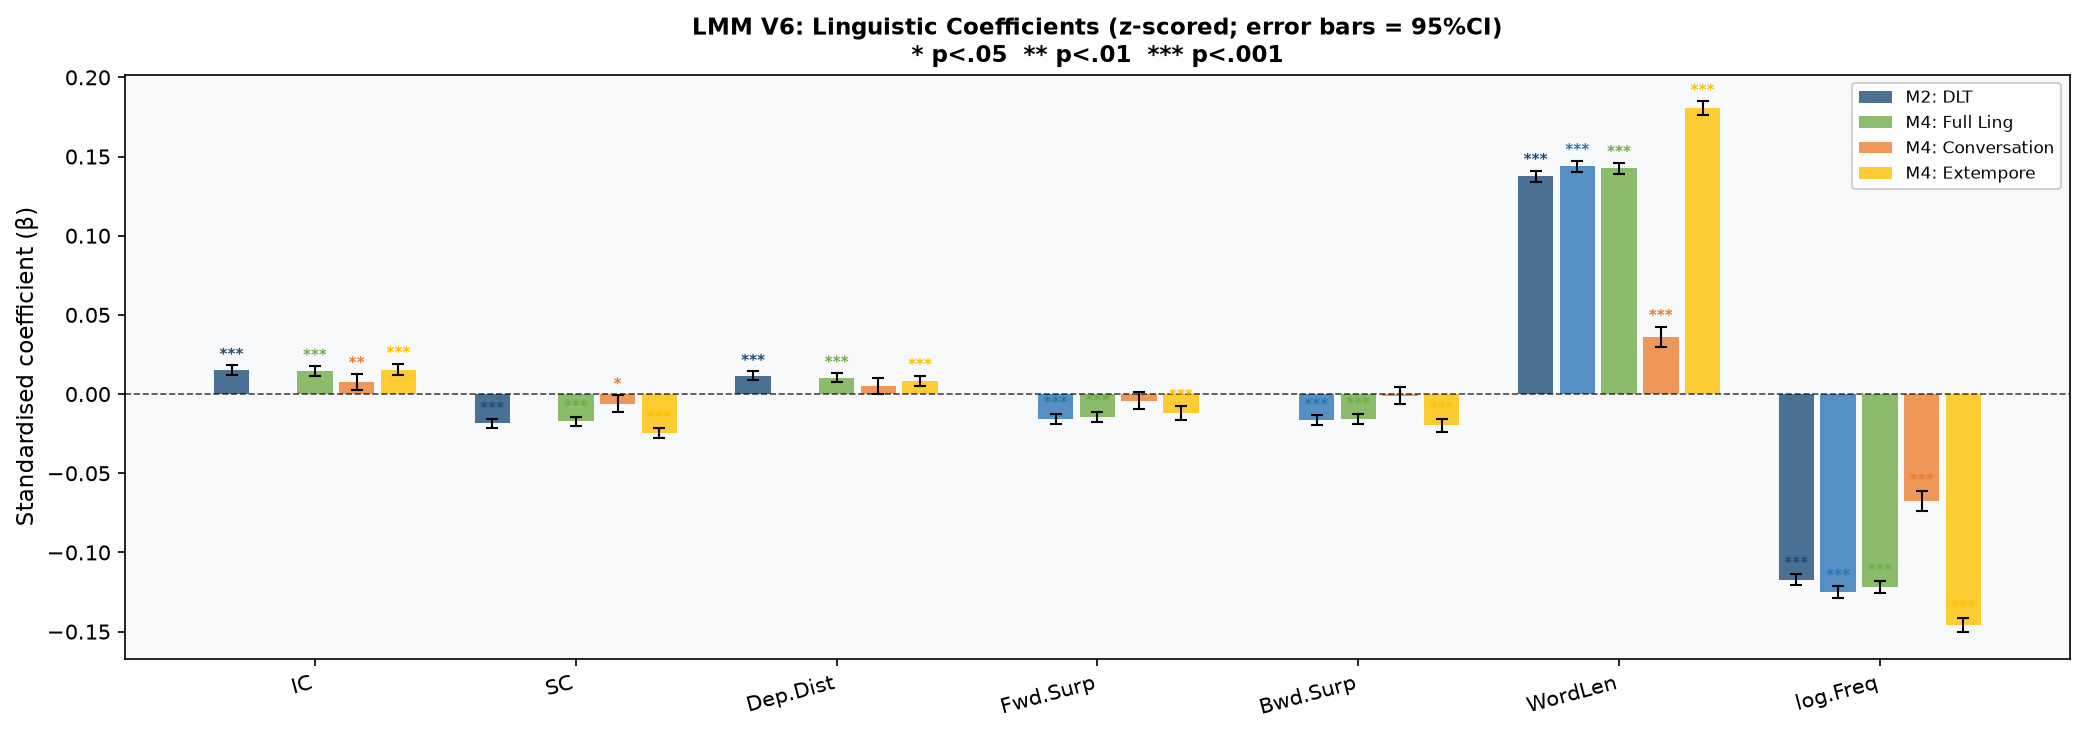 LMM V6: Linguistic Coefficients (z-scored; error bars = 95%CI)
* p<.05  ** p<.01  *** p<.001
Standardised coefficient (β)
0.20
0.15
0.10
0.05
0.00
−0.05
−0.10
−0.15
M2: DLT
M4: Full Ling
M4: Conversation
M4: Extempore
*** *** ** ***
*** *** * ***
*** *** ***
*** *** ***
*** *** ***
*** *** *** *** ***
*** *** *** *** ***
IC
SC
Dep.Dist
Fwd.Surp
Bwd.Surp
WordLen
log.Freq